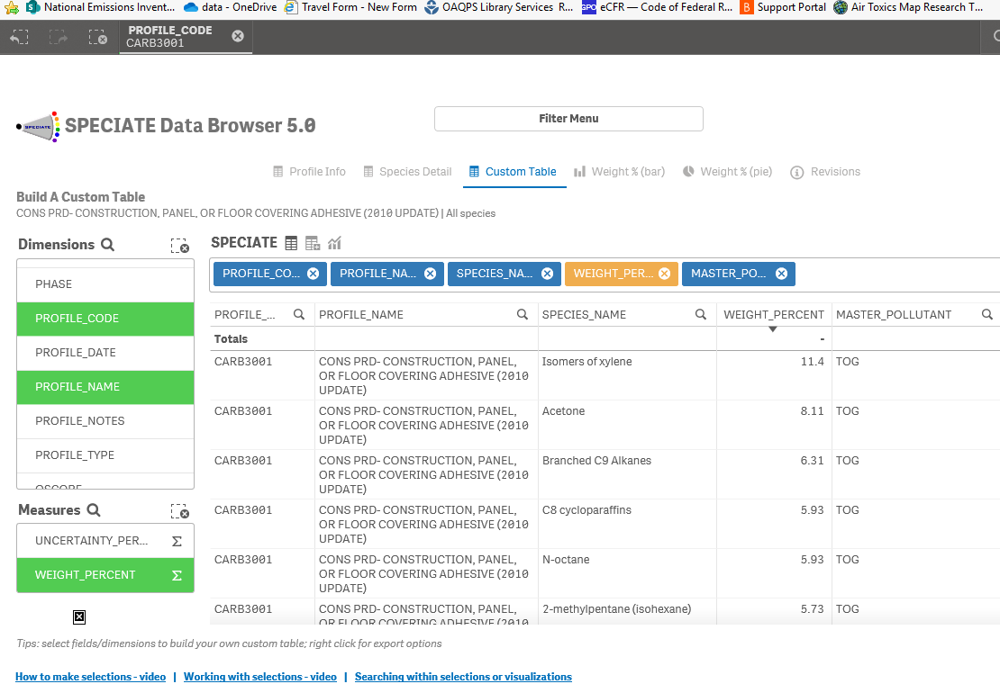 National Emissions Invent... data - OneDrive Travel Form - New Form OAQPS Library Services R... GPO eCFR — Code of Federal R... B Support Portal Air Toxics Map Research T...
PROFILE_CODE
CARB3001
SPECIATE SPECIATE Data Browser 5.0
Filter Menu
Profile Info Species Detail Custom Table Weight % (bar) Weight % (pie) Revisions
Build A Custom Table
CONS PRD- CONSTRUCTION, PANEL, OR FLOOR COVERING ADHESIVE (2010 UPDATE) | All species
Dimensions
PHASE
PROFILE_CODE
PROFILE_DATE
PROFILE_NAME
PROFILE_NOTES
PROFILE_TYPE
QSCORE
Measures
UNCERTAINTY_PER... Σ
WEIGHT_PERCENT Σ
SPECIATE
PROFILE_CO... PROFILE_NA... SPECIES_NA... WEIGHT_PER... MASTER_PO...
PROFILE_... PROFILE_NAME SPECIES_NAME WEIGHT_PERCENT MASTER_POLLUTANT
Totals -
CARB3001 CONS PRD- CONSTRUCTION, PANEL, Isomers of xylene 11.4 TOG
OR FLOOR COVERING ADHESIVE (2010
UPDATE)
CARB3001 CONS PRD- CONSTRUCTION, PANEL, Acetone 8.11 TOG
OR FLOOR COVERING ADHESIVE (2010
UPDATE)
CARB3001 CONS PRD- CONSTRUCTION, PANEL, Branched C9 Alkanes 6.31 TOG
OR FLOOR COVERING ADHESIVE (2010
UPDATE)
CARB3001 CONS PRD- CONSTRUCTION, PANEL, C8 cycloparaffins 5.93 TOG
OR FLOOR COVERING ADHESIVE (2010
UPDATE)
CARB3001 CONS PRD- CONSTRUCTION, PANEL, N-octane 5.93 TOG
OR FLOOR COVERING ADHESIVE (2010
UPDATE)
CARB3001 CONS PRD- CONSTRUCTION, PANEL, 2-methylpentane (isohexane) 5.73 TOG
OR FLOOR COVERING ADHESIVE (2010
Tips: select fields/dimensions to build your own custom table; right click for export options
How to make selections - video | Working with selections - video | Searching within selections or visualizations